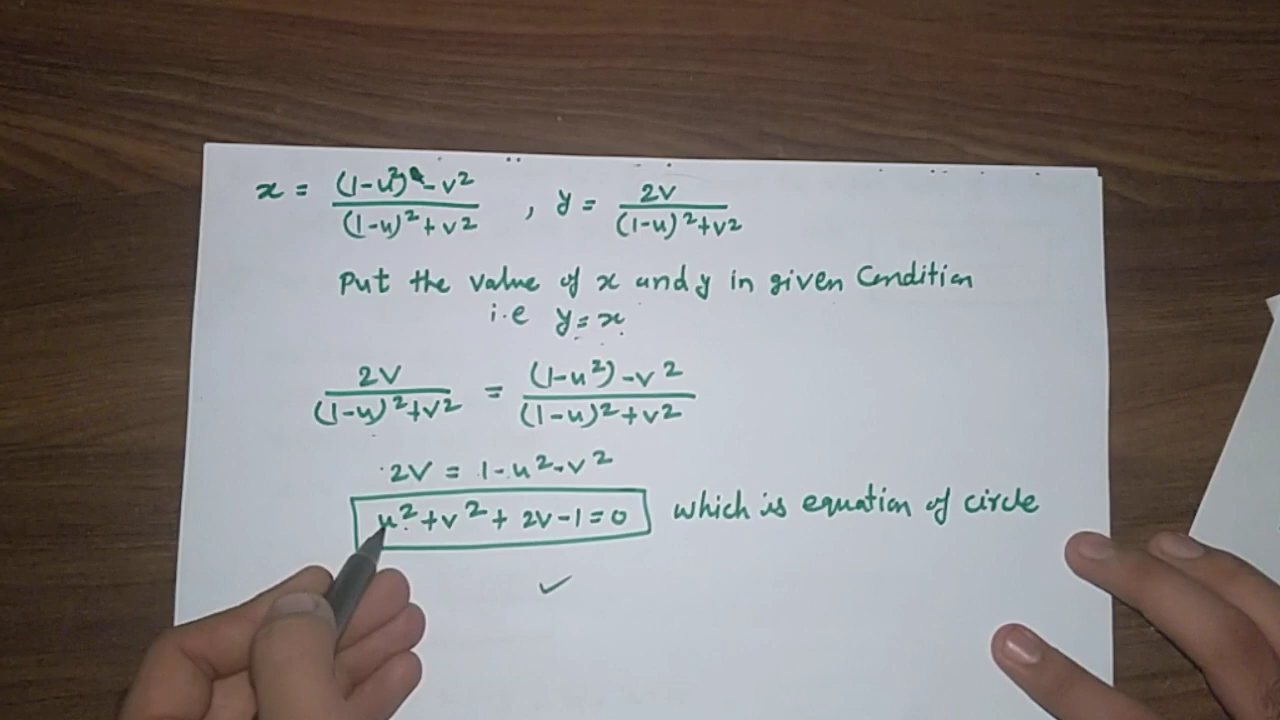 x = (1-u²) - v² / (1-u)² + v² , y = 2v / (1-u)² + v²
Put the value of x and y in given Condition
i.e y = x
2v / (1-u)² + v² = (1-u²) - v² / (1-u)² + v²
2v = 1 - u² - v²
u² + v² + 2v - 1 = 0 which is equation of circle